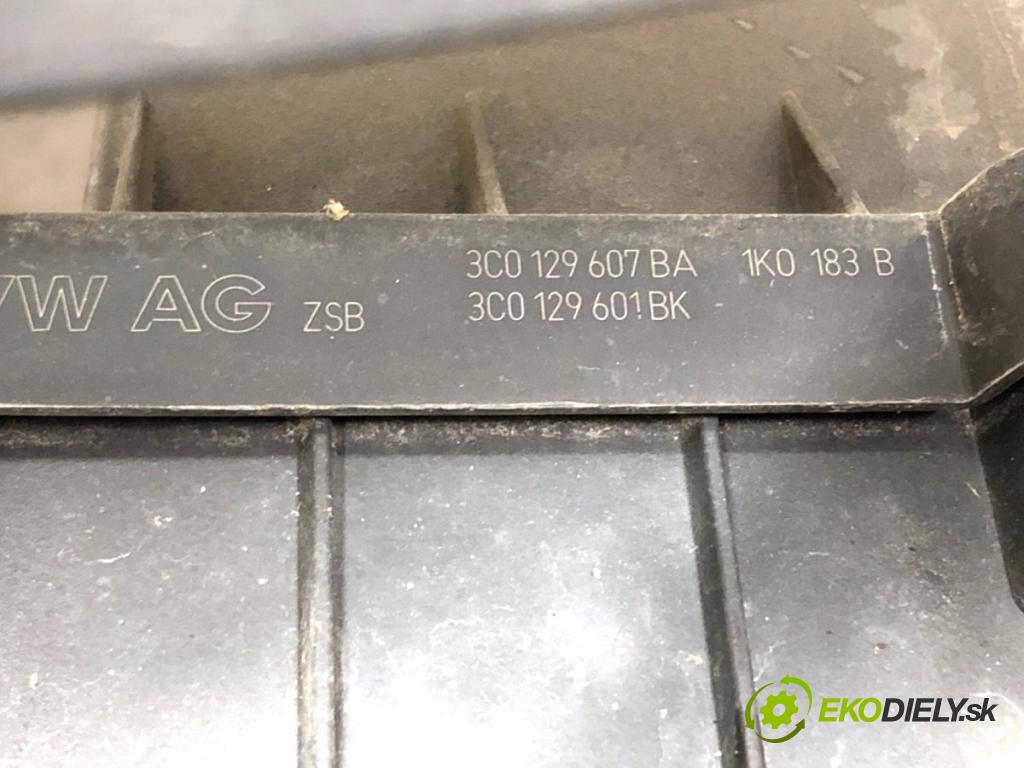 VW AG ZSB 3C0 129 607 BA 1K0 183 B
3C0 129 601 BK
EKODIELY.sk